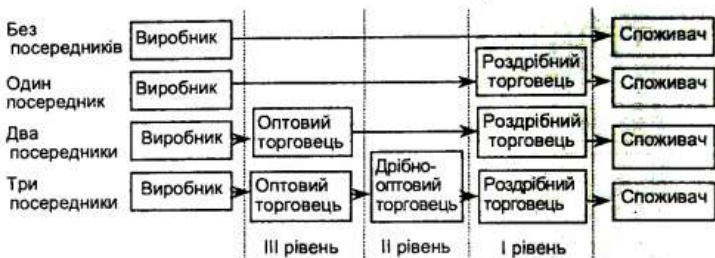 Без
посередників
Виробник
Споживач
Один
посередник
Виробник
Роздрібний
торговець
Споживач
Два
посередники
Виробник
Оптовий
торговець
Роздрібний
торговець
Споживач
Три
посередники
Виробник
Оптовий
торговець
Дрібно-
оптовий
торговець
Роздрібний
торговець
Споживач
III рівень
II рівень
I рівень